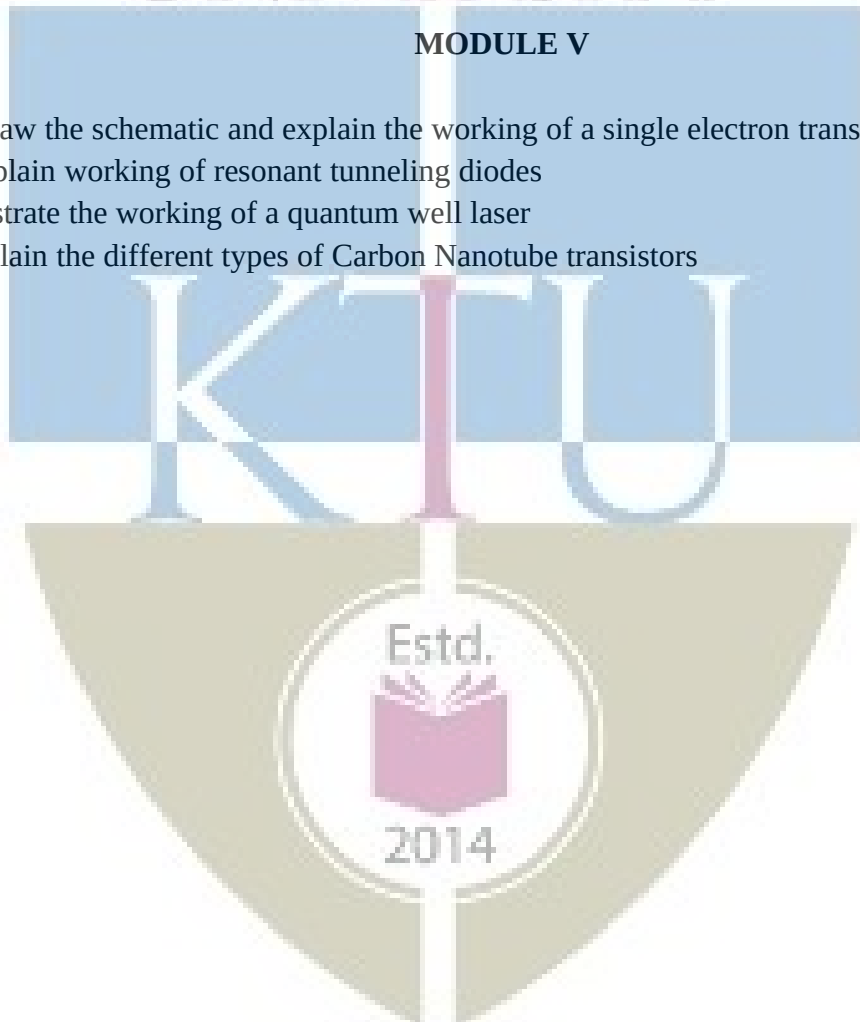 MODULE V
aw the schematic and explain the working of a single electron trans
plain working of resonant tunneling diodes
strate the working of a quantum well laser
lain the different types of Carbon Nanotube transistors
KTU
Estd.
2014